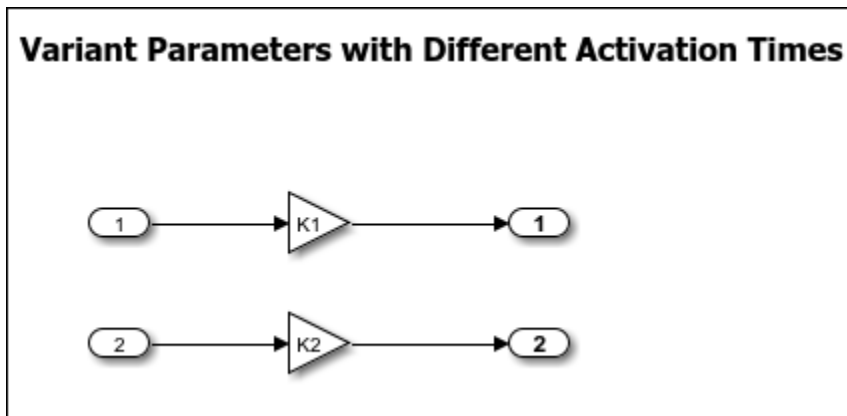 Variant Parameters with Different Activation Times
1 K1 1
2 K2 2